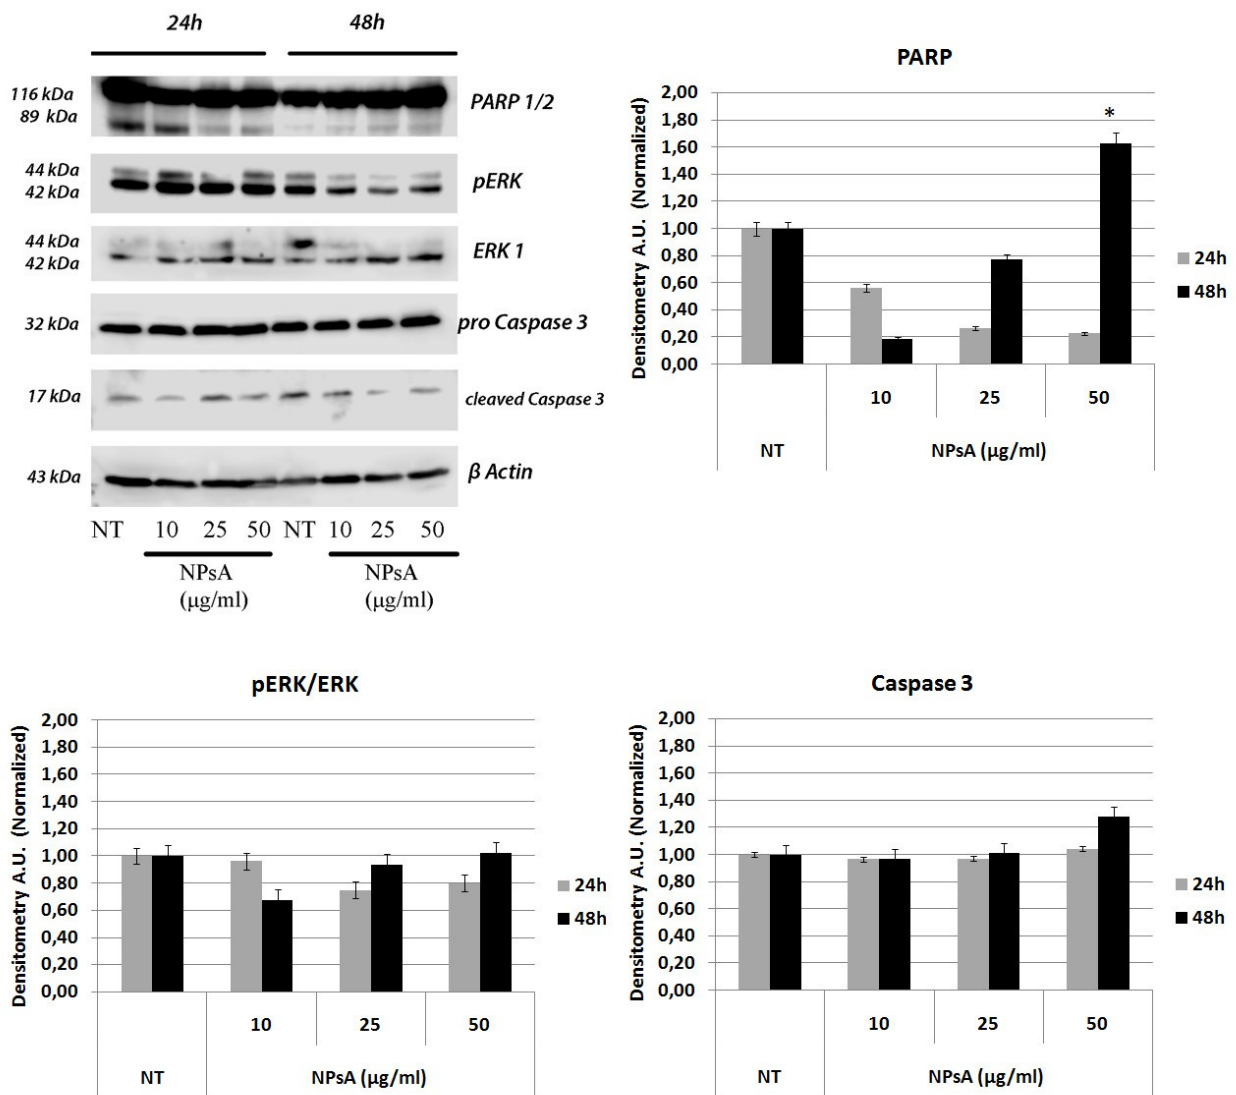 24h 48h
116 kDa
89 kDa
PARP 1/2
44 kDa
42 kDa
pERK
44 kDa
42 kDa
ERK 1
32 kDa
pro Caspase 3
17 kDa
cleaved Caspase 3
43 kDa
β Actin
NT 10 25 50 NT 10 25 50
NPsA NPsA
(μg/ml) (μg/ml)
PARP
Densitometry A.U. (Normalized)
2,00
1,80
1,60
1,40
1,20
1,00
0,80
0,60
0,40
0,20
0,00
*
24h
48h
10 25 50
NT NPsA (μg/ml)
pERK/ERK
Densitometry A.U. (Normalized)
2,00
1,80
1,60
1,40
1,20
1,00
0,80
0,60
0,40
0,20
0,00
24h
48h
10 25 50
NT NPsA (μg/ml)
Caspase 3
Densitometry A.U. (Normalized)
2,00
1,80
1,60
1,40
1,20
1,00
0,80
0,60
0,40
0,20
0,00
24h
48h
10 25 50
NT NPsA (μg/ml)